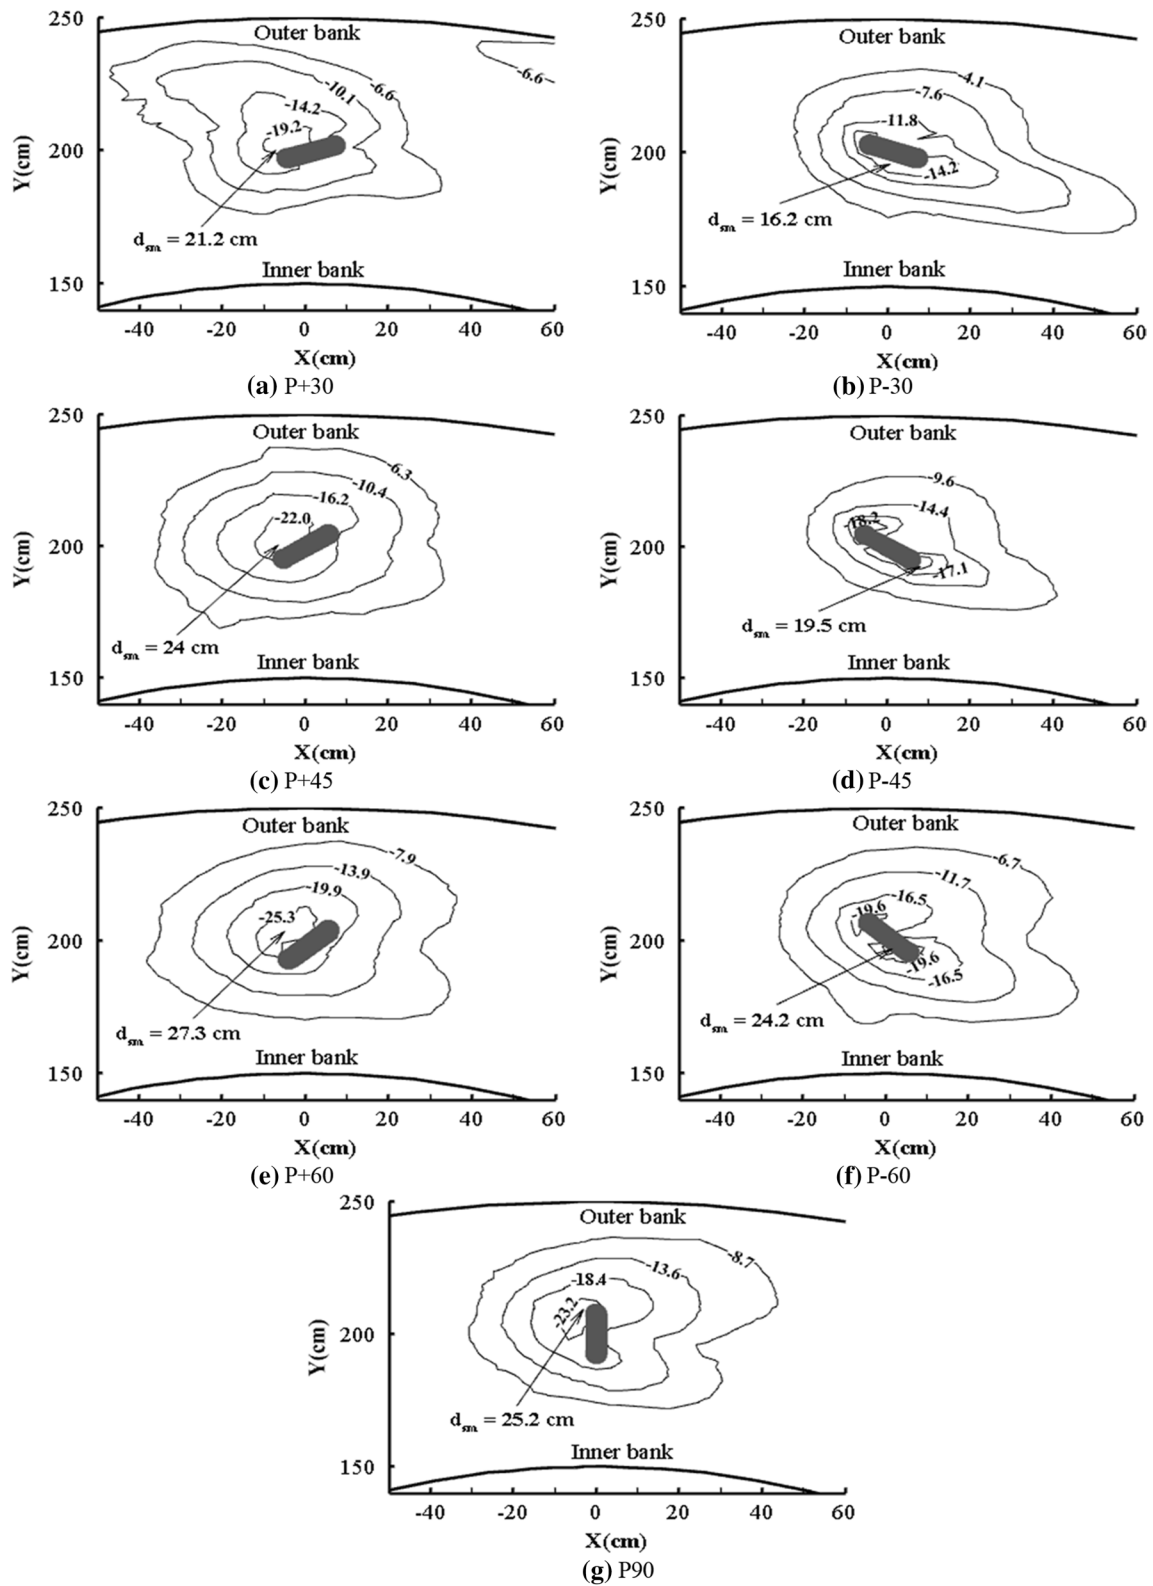 250
Outer bank
-6.6
-10.1
-6.6
-14.2
-19.2
200
Y(cm)
dsm = 21.2 cm
Inner bank
150
-40 -20 0 20 40 60
X(cm)
(a) P+30
250
Outer bank
-4.1
-7.6
-11.8
-14.2
200
Y(cm)
dsm = 16.2 cm
Inner bank
150
-40 -20 0 20 40 60
X(cm)
(b) P-30
250
Outer bank
-6.3
-10.4
-16.2
-22.0
200
Y(cm)
dsm = 24 cm
Inner bank
150
-40 -20 0 20 40 60
X(cm)
(c) P+45
250
Outer bank
-9.6
-14.4
-18.2
-17.1
200
Y(cm)
dsm = 19.5 cm
Inner bank
150
-40 -20 0 20 40 60
X(cm)
(d) P-45
250
Outer bank
-7.9
-13.9
-19.9
-25.3
200
Y(cm)
dsm = 27.3 cm
Inner bank
150
-40 -20 0 20 40 60
X(cm)
(e) P+60
250
Outer bank
-6.7
-11.7
-16.5
-19.6
-19.6
-16.5
200
Y(cm)
dsm = 24.2 cm
Inner bank
150
-40 -20 0 20 40 60
X(cm)
(f) P-60
250
Outer bank
-8.7
-13.6
-18.4
-23.2
200
Y(cm)
dsm = 25.2 cm
Inner bank
150
-40 -20 0 20 40 60
X(cm)
(g) P90